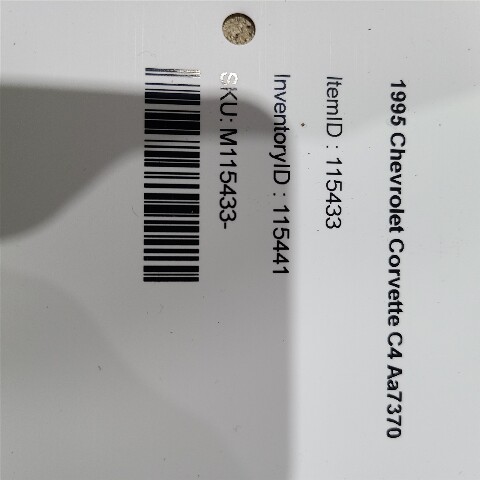 1995 Chevrolet Corvette C4 Aa7370
ItemID : 115433
InventoryID : 115441
SKU: M115433-